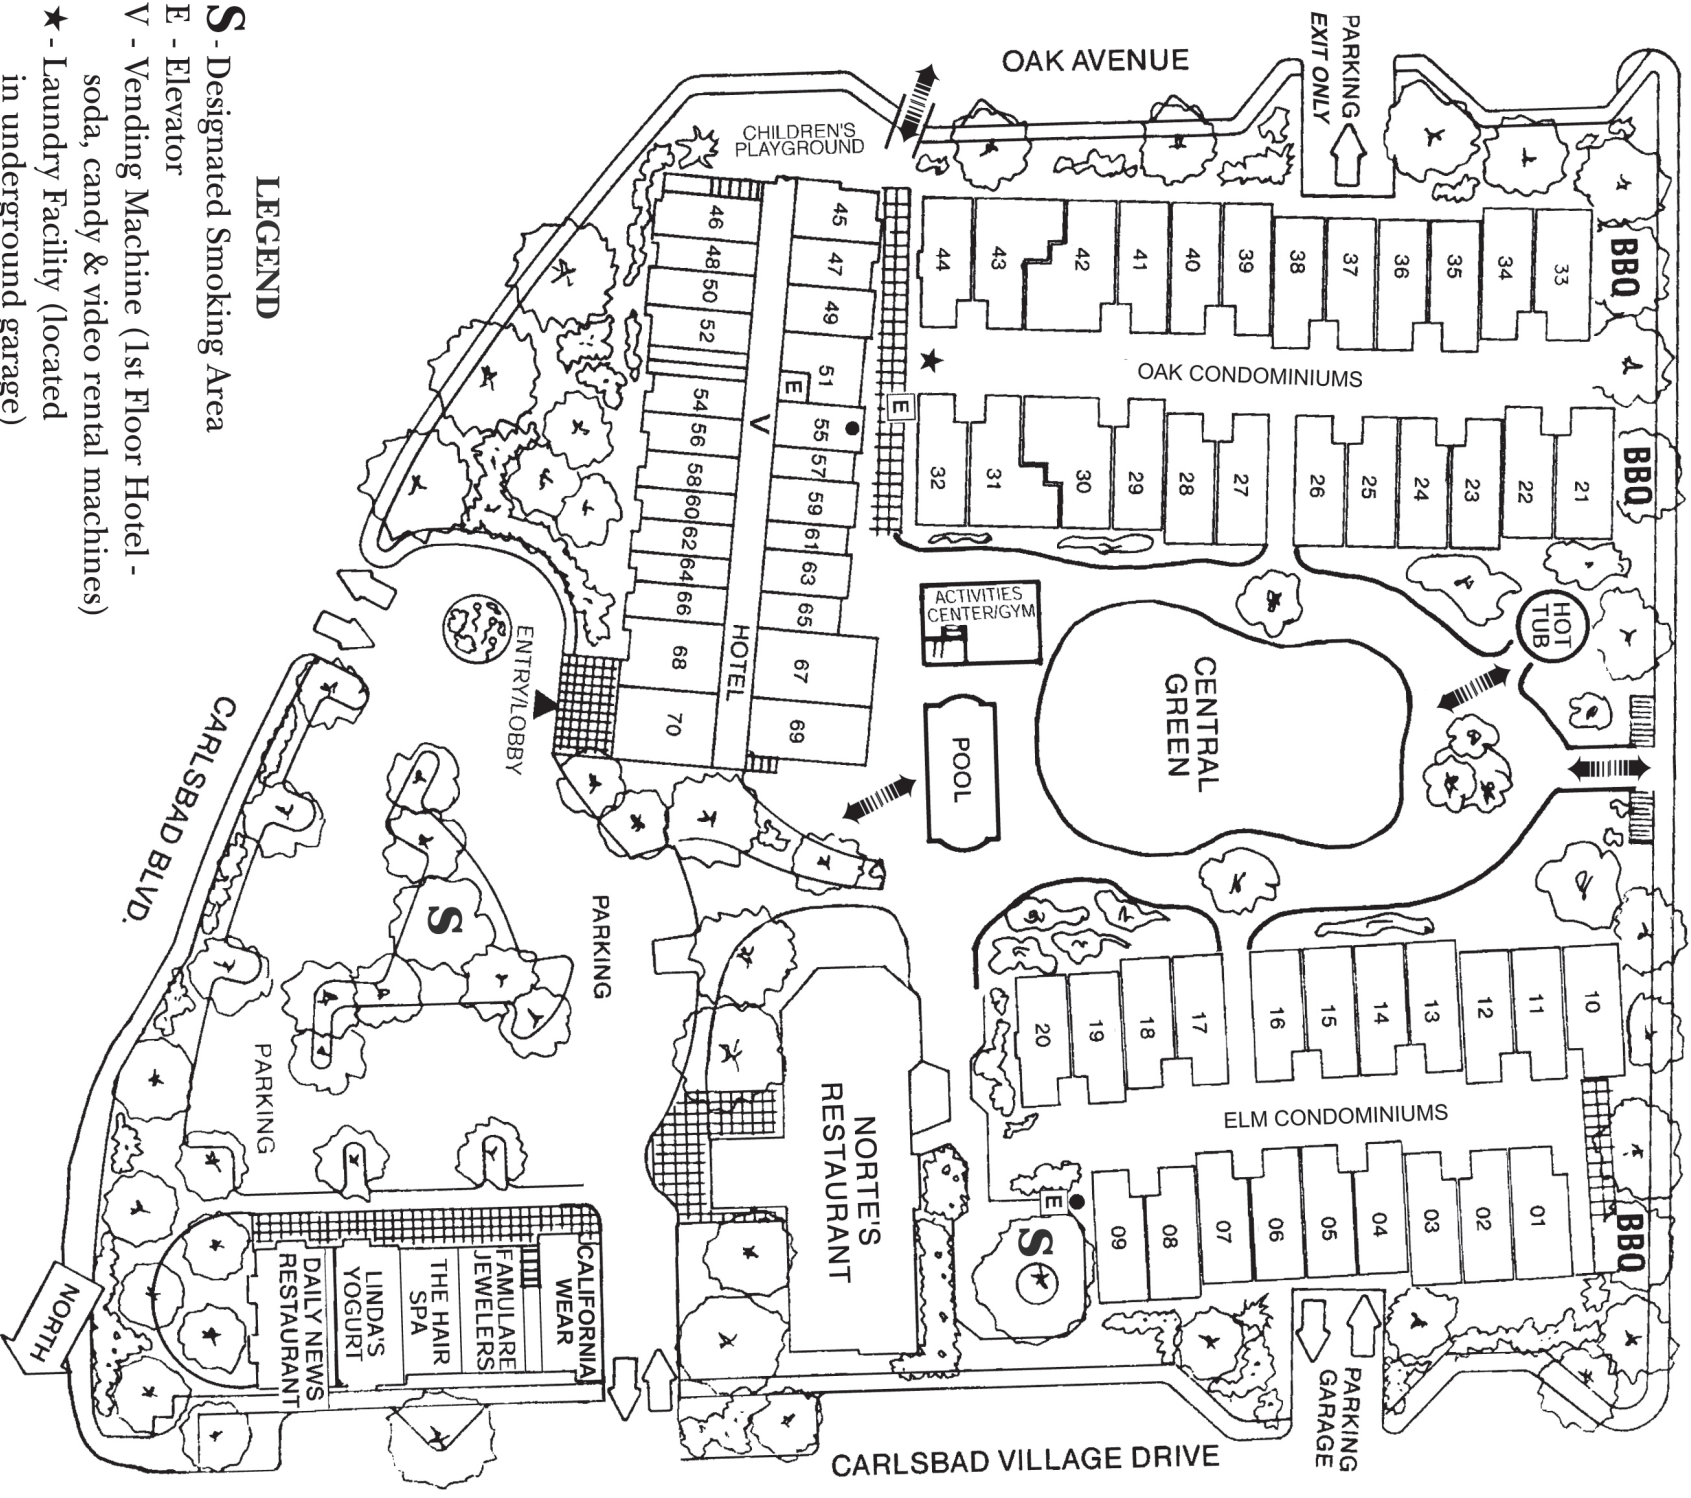 OAK AVENUE
PARKING
EXIT ONLY
CHILDREN'S
PLAYGROUND
BBQ
33
34
35
36
37
38
39
40
41
42
43
44
★
OAK CONDOMINIUMS
BBQ
21
22
23
24
25
26
27
28
29
30
31
32
E
45
47
49
51
E
55
57
59
61
63
65
67
69
V
HOTEL
46
48
50
52
54
56
58
60
62
64
66
68
70
ENTRY/LOBBY
ACTIVITIES
CENTER/GYM
HOT
TUB
CENTRAL
GREEN
POOL
10
11
12
13
14
15
16
17
18
19
20
ELM CONDOMINIUMS
BBQ
01
02
03
04
05
06
07
08
09
E
S
PARKING
GARAGE
NORTE'S
RESTAURANT
PARKING
S
PARKING
CALIFORNIA
WEAR
FAMULARE
JEWELERS
THE HAIR
SPA
LINDA'S
YOGURT
DAILY NEWS
RESTAURANT
CARLSBAD VILLAGE DRIVE
CARLSBAD BLVD.
NORTH
LEGEND
S - Designated Smoking Area
E - Elevator
V - Vending Machine (1st Floor Hotel -
soda, candy & video rental machines)
★ - Laundry Facility (located
in underground garage)